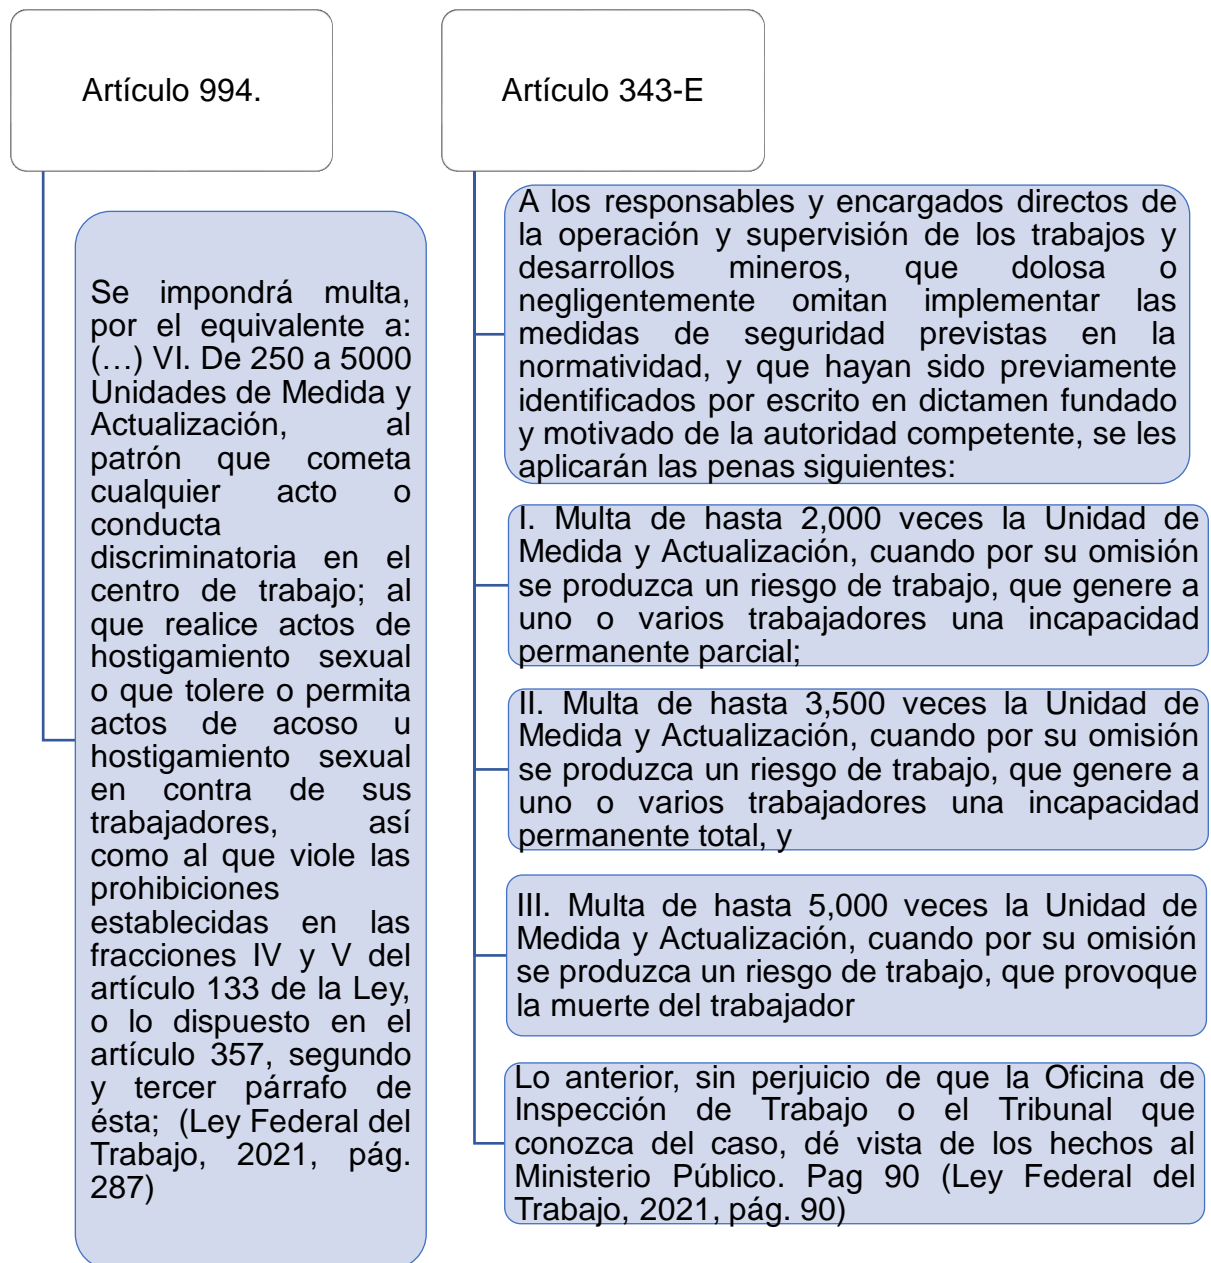 Artículo 994.
Se impondrá multa,
por el equivalente a:
(…) VI. De 250 a 5000
Unidades de Medida y
Actualización, al
patrón que cometa
cualquier acto o
conducta
discriminatoria en el
centro de trabajo; al
que realice actos de
hostigamiento sexual
o que tolere o permita
actos de acoso u
hostigamiento sexual
en contra de sus
trabajadores, así
como al que viole las
prohibiciones
establecidas en las
fracciones IV y V del
artículo 133 de la Ley,
o lo dispuesto en el
artículo 357, segundo
y tercer párrafo de
ésta; (Ley Federal del
Trabajo, 2021, pág.
287)
Artículo 343-E
A los responsables y encargados directos de
la operación y supervisión de los trabajos y
desarrollos mineros, que dolosa o
negligentemente omitan implementar las
medidas de seguridad previstas en la
normatividad, y que hayan sido previamente
identificados por escrito en dictamen fundado
y motivado de la autoridad competente, se les
aplicarán las penas siguientes:
I. Multa de hasta 2,000 veces la Unidad de
Medida y Actualización, cuando por su omisión
se produzca un riesgo de trabajo, que genere a
uno o varios trabajadores una incapacidad
permanente parcial;
II. Multa de hasta 3,500 veces la Unidad de
Medida y Actualización, cuando por su omisión
se produzca un riesgo de trabajo, que genere a
uno o varios trabajadores una incapacidad
permanente total, y
III. Multa de hasta 5,000 veces la Unidad de
Medida y Actualización, cuando por su omisión
se produzca un riesgo de trabajo, que provoque
la muerte del trabajador
Lo anterior, sin perjuicio de que la Oficina de
Inspección de Trabajo o el Tribunal que
conozca del caso, dé vista de los hechos al
Ministerio Público. Pag 90 (Ley Federal del
Trabajo, 2021, pág. 90)